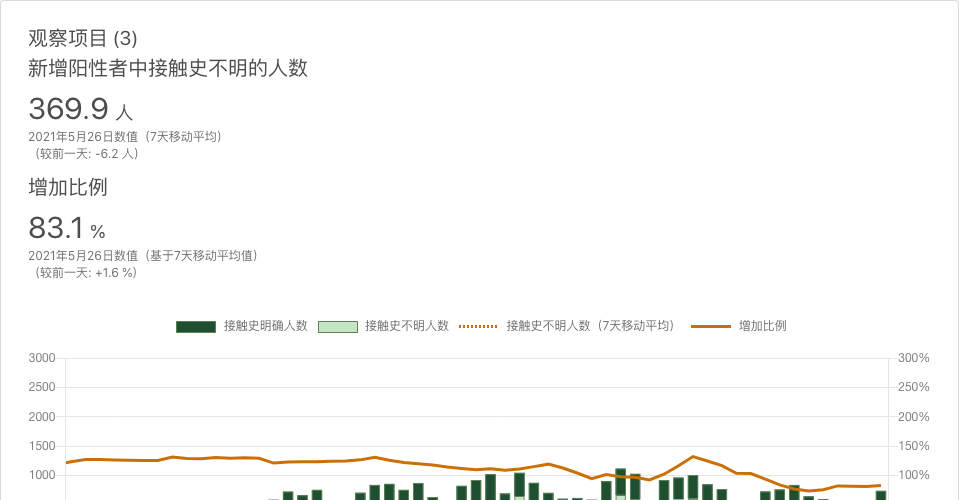 观察项目 (3)
新增阳性者中接触史不明的人数
369.9 人
2021年5月26日数值（7天移动平均）
（较前一天: -6.2 人）
增加比例
83.1 %
2021年5月26日数值（基于7天移动平均值）
（较前一天: +1.6 %）
接触史明确人数 接触史不明人数 接触史不明人数（7天移动平均） 增加比例
3000 300%
2500 250%
2000 200%
1500 150%
1000 100%